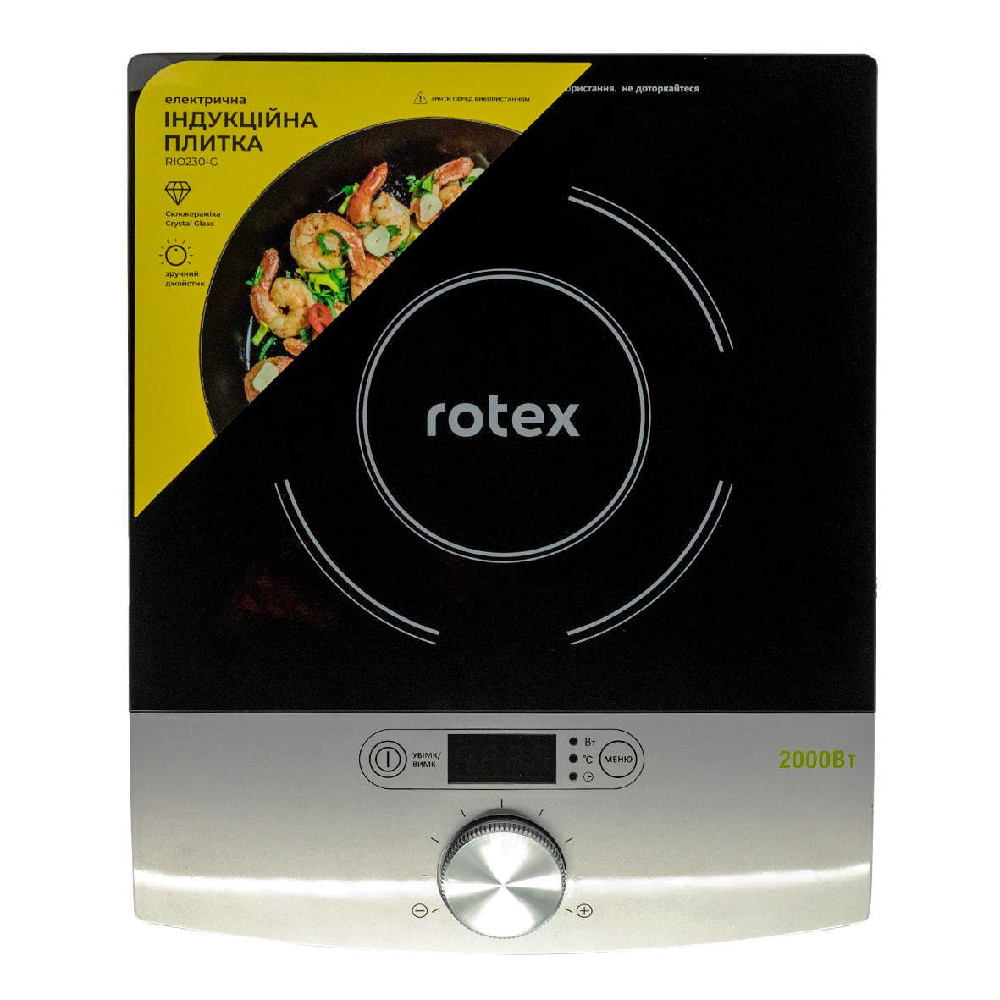 ористання. не доторкайтеся
електрична
ІНДУКЦІЙНА
ПЛИТКА
RIO230-G
ЗНЯТИ ПЕРЕД ВИКОРИСТАННЯМ
Склокераміка
Crystal Glass
зручний
джойстик
rotex
УВІМК/
ВИМК
Вт
°C
МЕНЮ
2000Вт